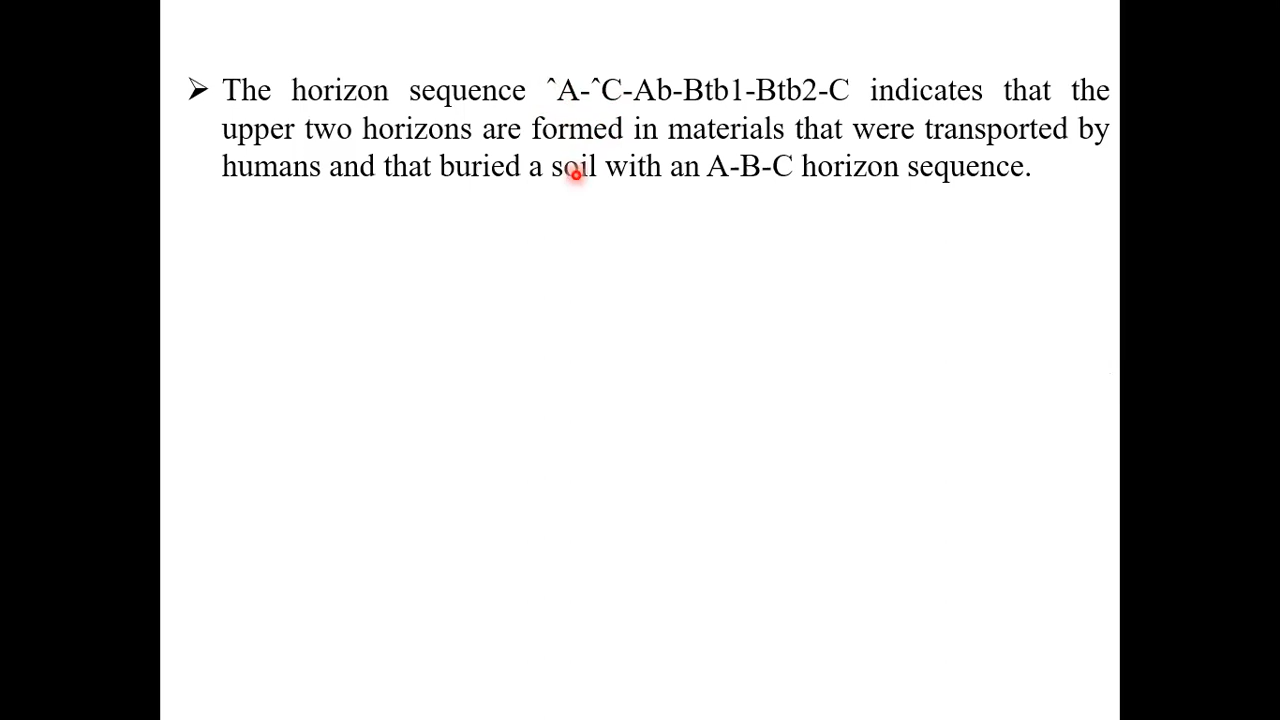 ➢ The horizon sequence ˆA-ˆC-Ab-Btb1-Btb2-C indicates that the
upper two horizons are formed in materials that were transported by
humans and that buried a soil with an A-B-C horizon sequence.